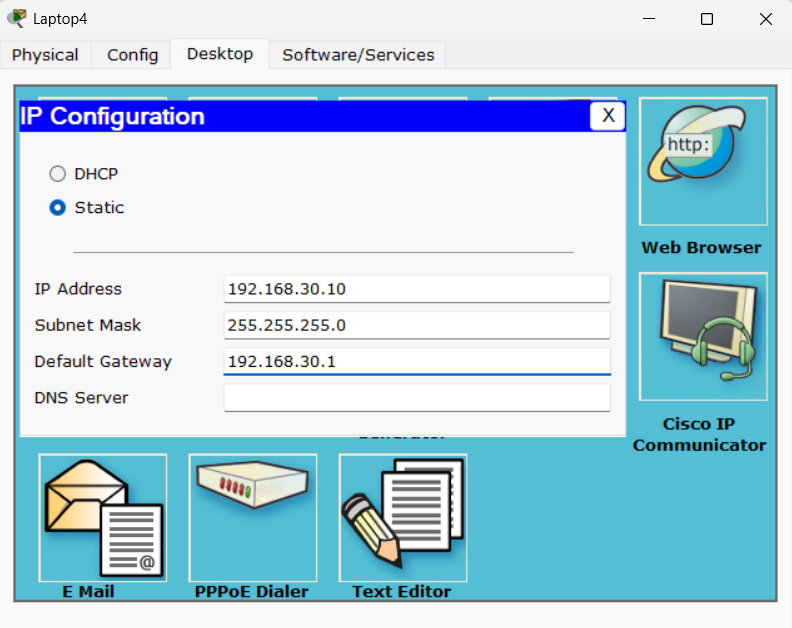 Laptop4
Physical Config Desktop Software/Services
IP Configuration X
DHCP
Static
IP Address 192.168.30.10
Subnet Mask 255.255.255.0
Default Gateway 192.168.30.1
DNS Server
http:
Web Browser
Cisco IP
Communicator
@
E Mail PPPoE Dialer Text Editor